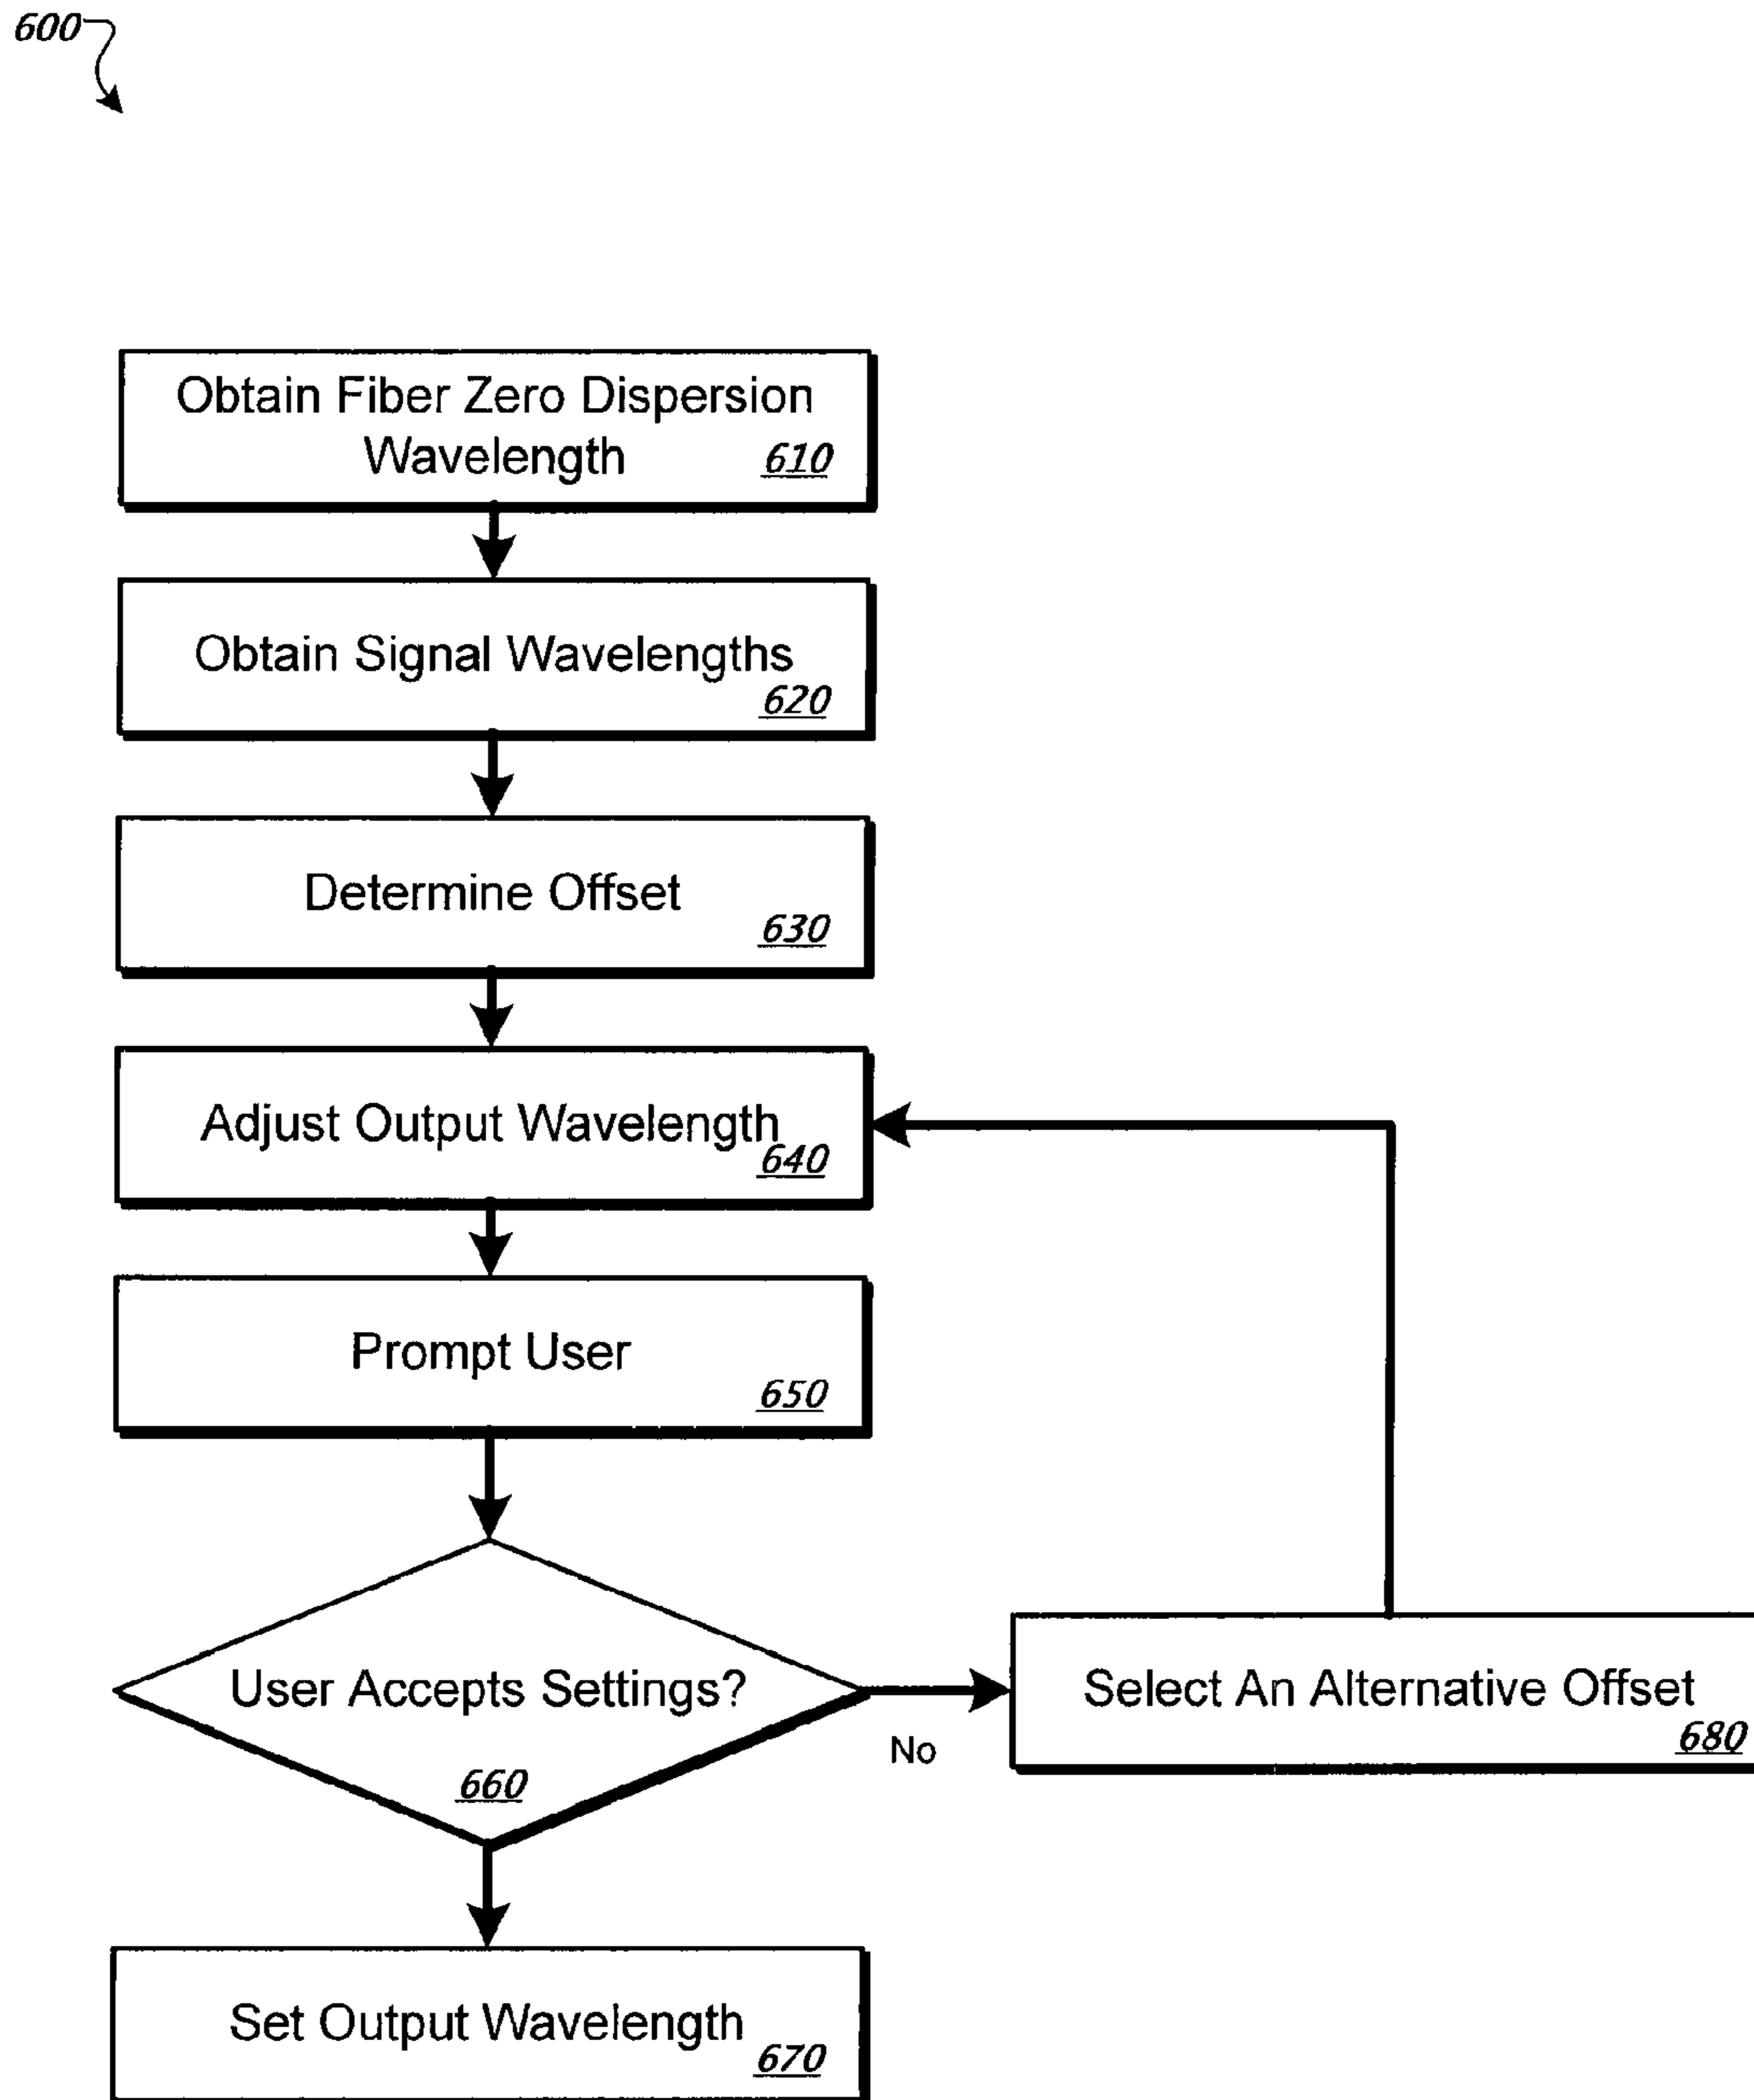 600
Obtain Fiber Zero Dispersion
Wavelength
610
Obtain Signal Wavelengths
620
Determine Offset
630
Adjust Output Wavelength
640
Prompt User
650
User Accepts Settings?
660
No
Select An Alternative Offset
680
Set Output Wavelength
670